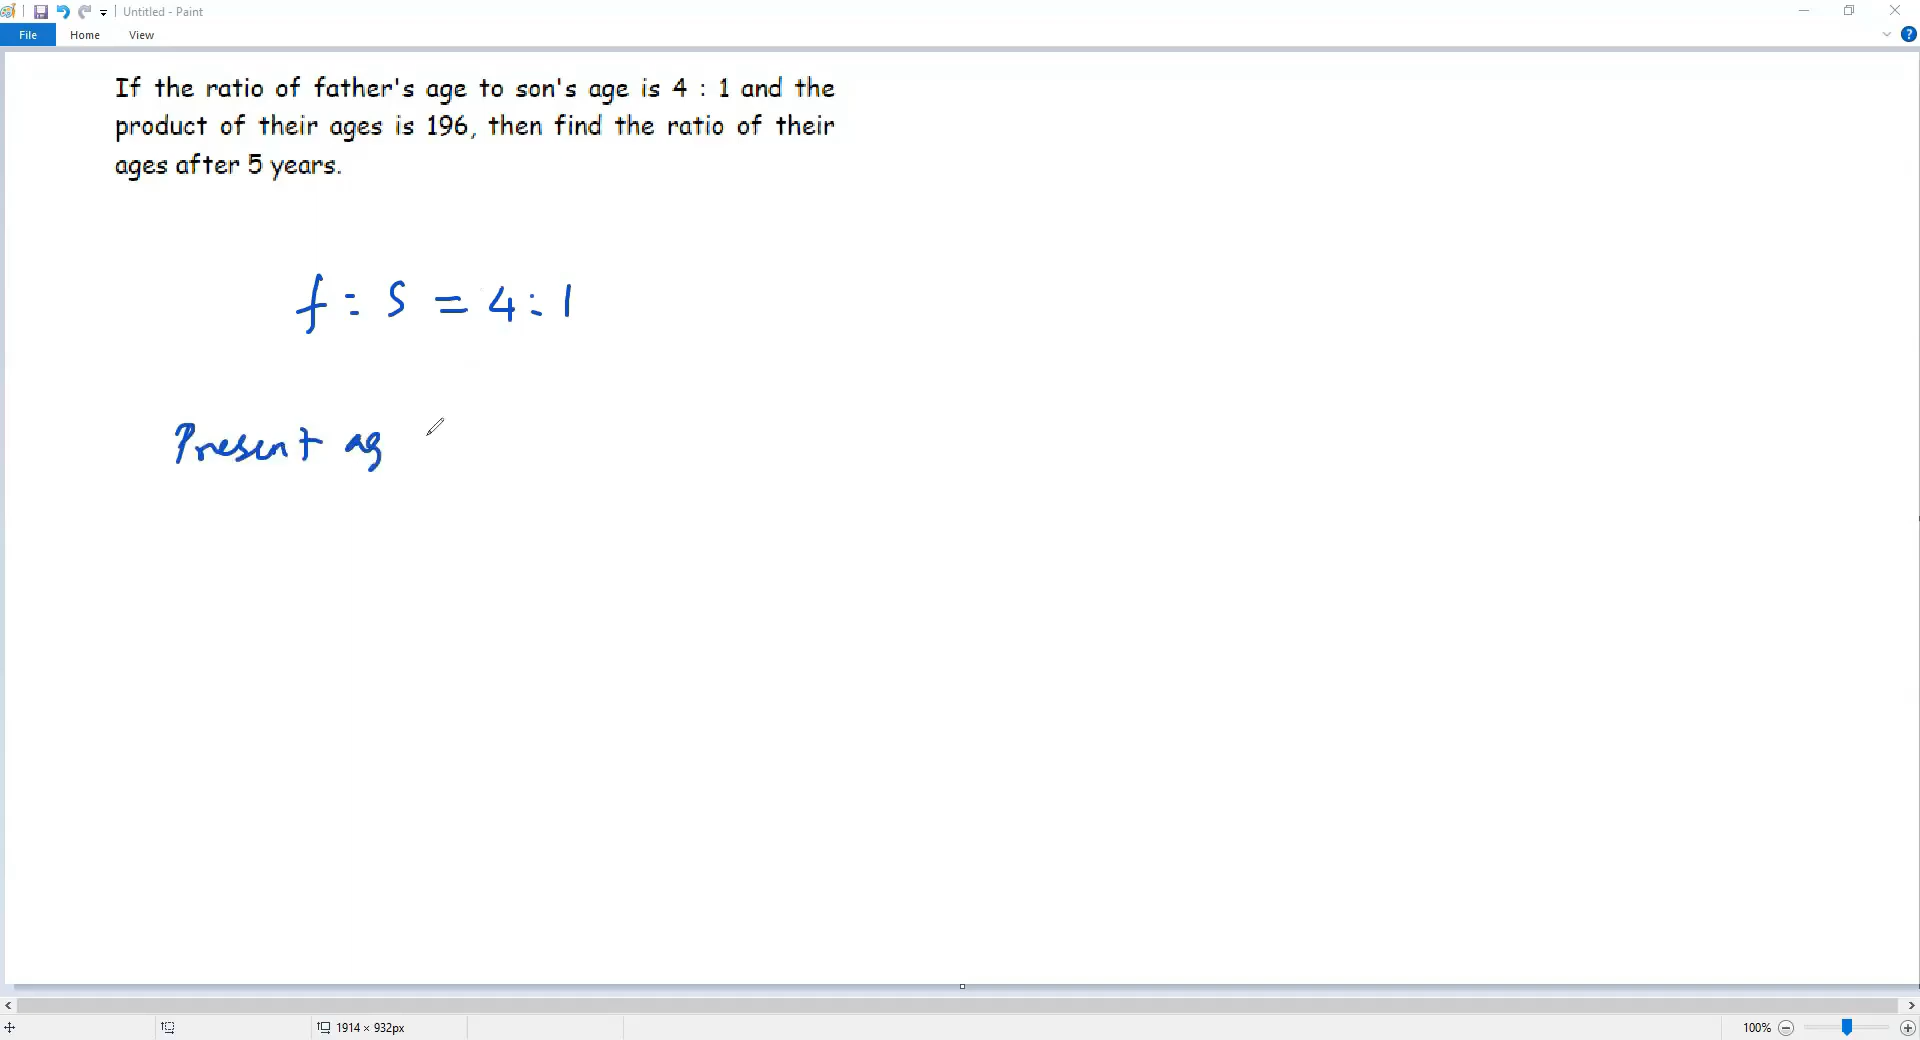 Untitled - Paint
File Home View
If the ratio of father's age to son's age is 4 : 1 and the
product of their ages is 196, then find the ratio of their
ages after 5 years.
f : S = 4 : 1
Present ag
1914 × 932px
100%